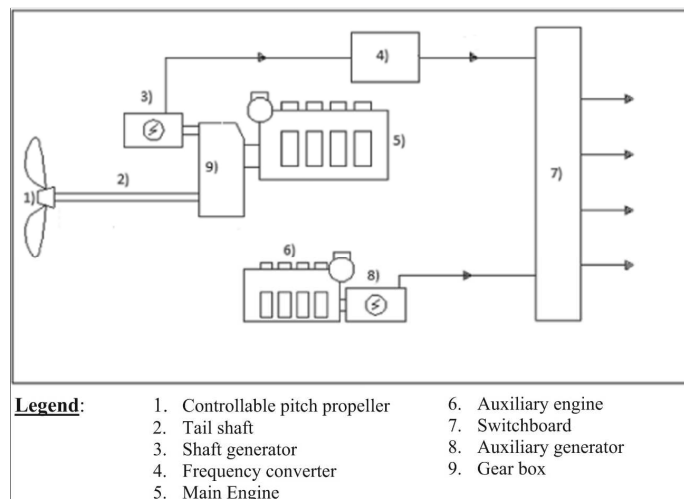 4)
3)
5)
9)
2)
7)
1)
6)
8)
Legend:
1. Controllable pitch propeller
2. Tail shaft
3. Shaft generator
4. Frequency converter
5. Main Engine
6. Auxiliary engine
7. Switchboard
8. Auxiliary generator
9. Gear box